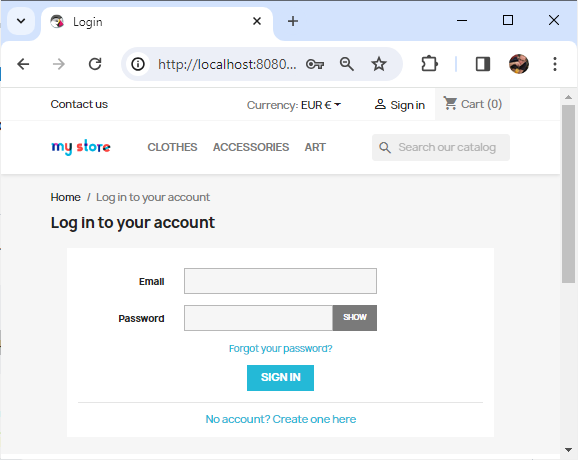 Login
http://localhost:8080...
Contact us
Currency: EUR €
Sign in
Cart (0)
my store
CLOTHES
ACCESSORIES
ART
Search our catalog
Home / Log in to your account
Log in to your account
Email
Password
SHOW
Forgot your password?
SIGN IN
No account? Create one here